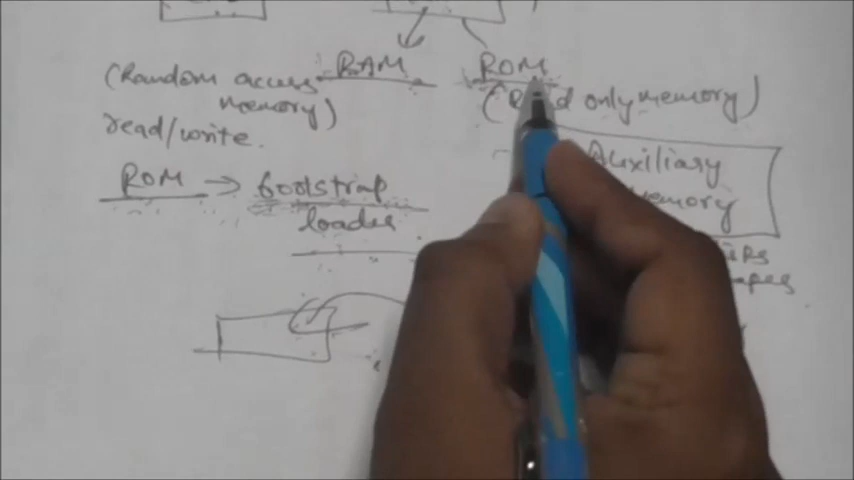 RAM ROM
(Random access
memory)
read/write.
(Read only memory)
ROM → bootstrap
loader
Auxiliary
memory